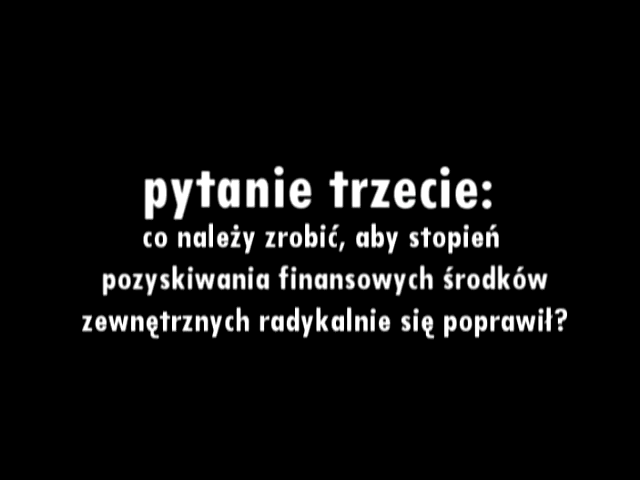 pytanie trzecie:
co należy zrobić, aby stopień
pozyskiwania finansowych środków
zewnętrznych radykalnie się poprawił?